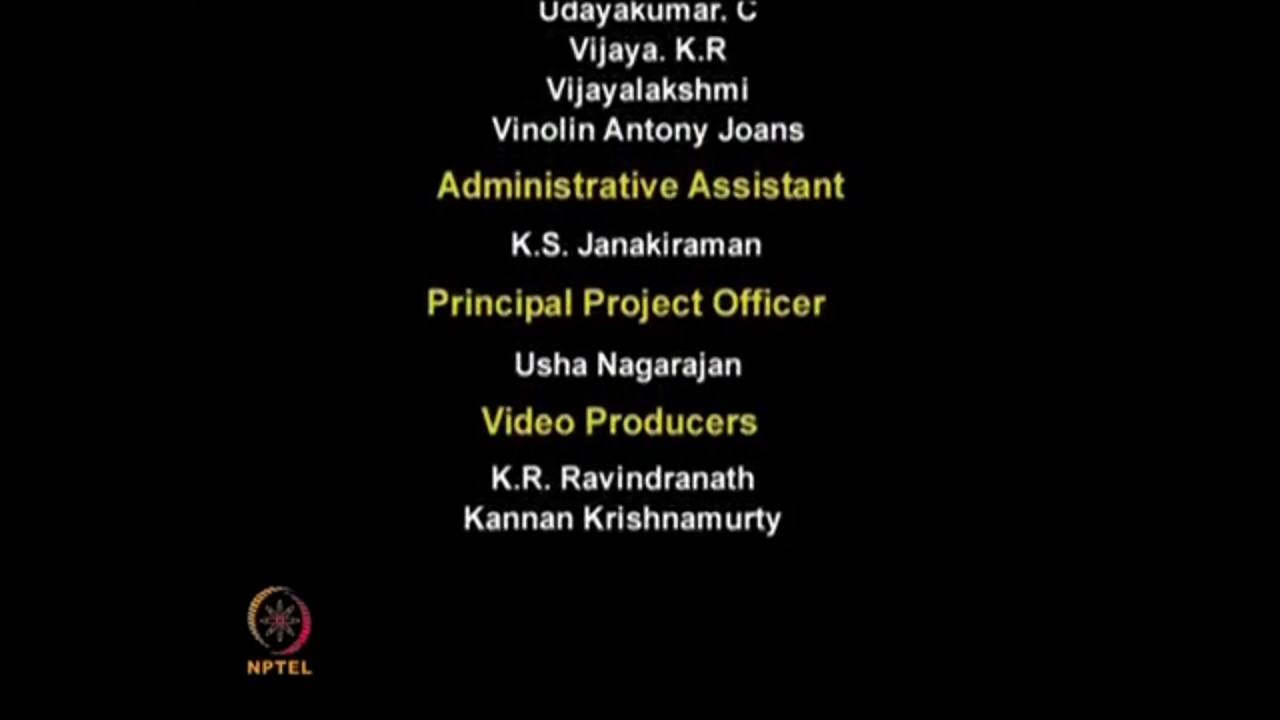 Udayakumar. C
Vijaya. K.R
Vijayalakshmi
Vinolin Antony Joans
Administrative Assistant
K.S. Janakiraman
Principal Project Officer
Usha Nagarajan
Video Producers
K.R. Ravindranath
Kannan Krishnamurty
NPTEL